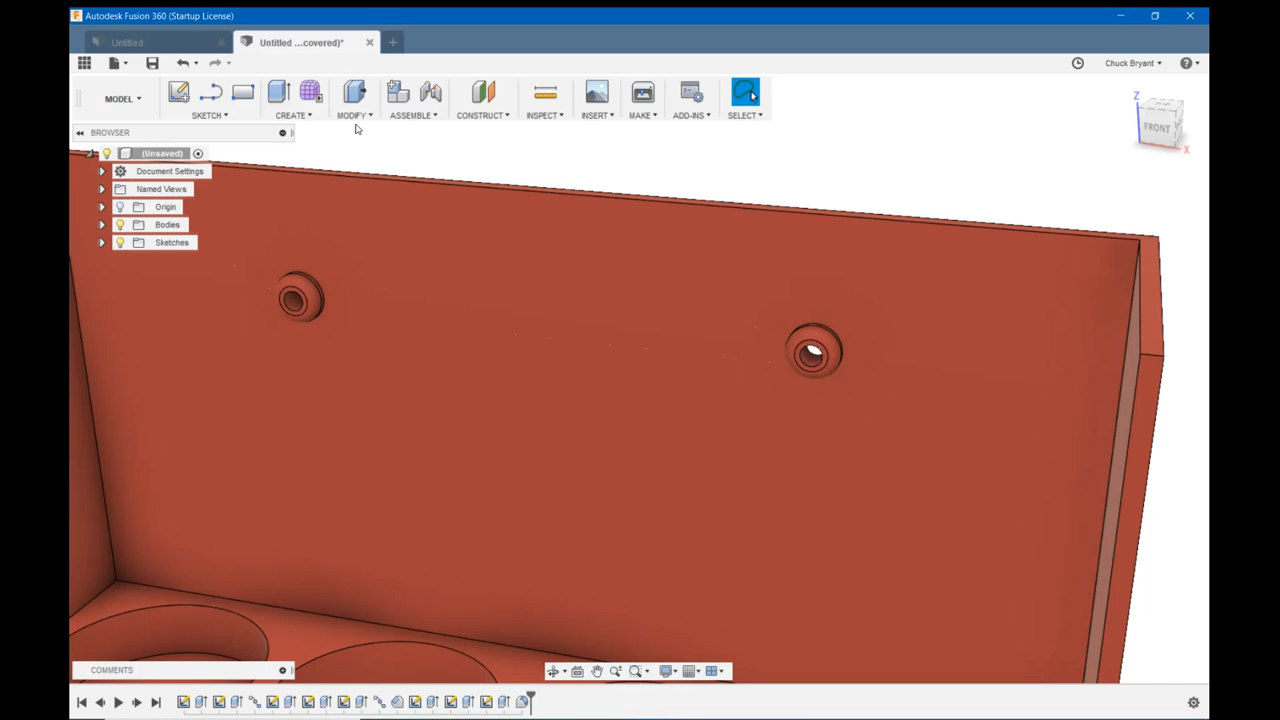 Autodesk Fusion 360 (Startup License)
Untitled
Untitled ...covered)*
Chuck Bryant
MODEL
SKETCH
CREATE
MODIFY
ASSEMBLE
CONSTRUCT
INSPECT
INSERT
MAKE
ADD-INS
SELECT
BROWSER
(Unsaved)
Document Settings
Named Views
Origin
Bodies
Sketches
Z
FRONT
X
COMMENTS